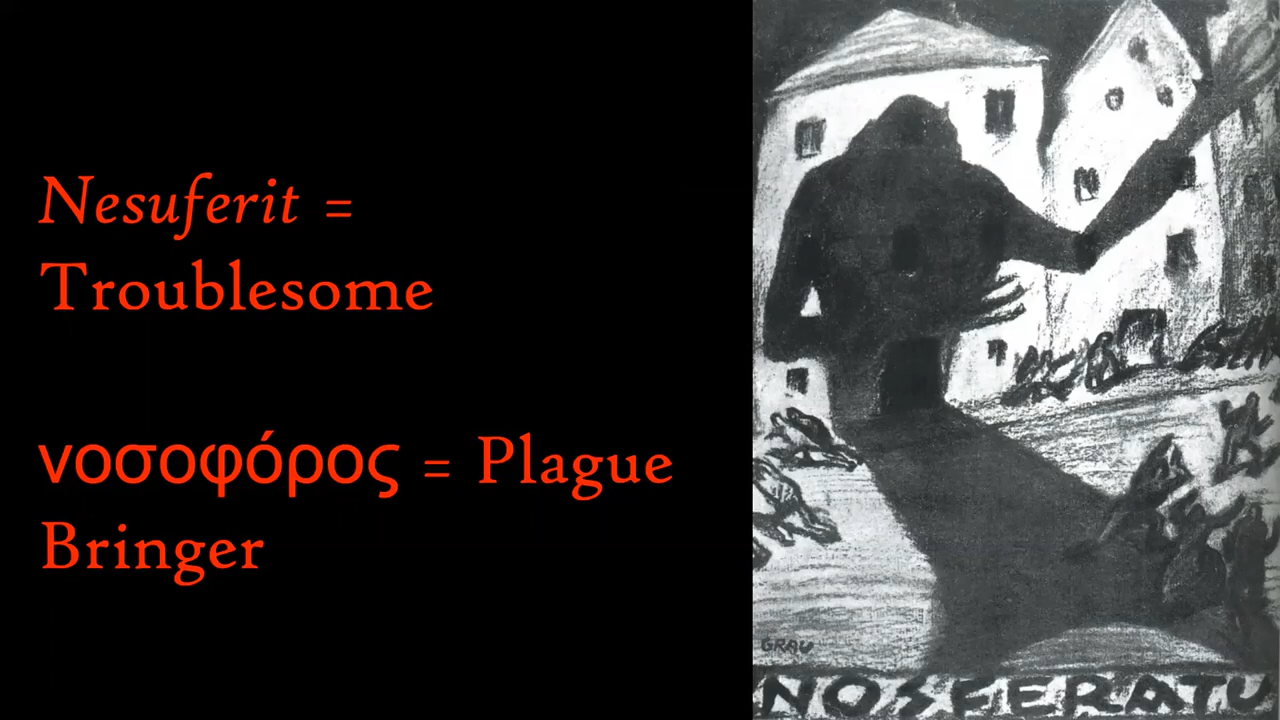 Nesuferit =
Troublesome
νοσοφόρος = Plague
Bringer
GRAU
NOSFERATU